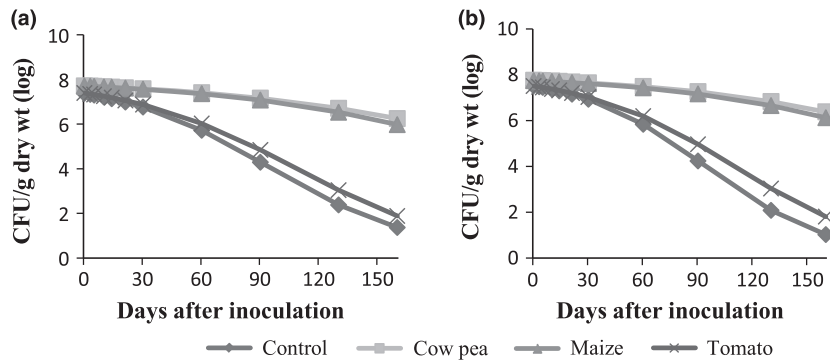 (a)
10
8
6
4
2
0
CFU/g dry wt (log)
0 30 60 90 120 150
Days after inoculation
(b)
10
8
6
4
2
0
CFU/g dry wt (log)
0 30 60 90 120 150
Days after inoculation
Control Cow pea Maize Tomato